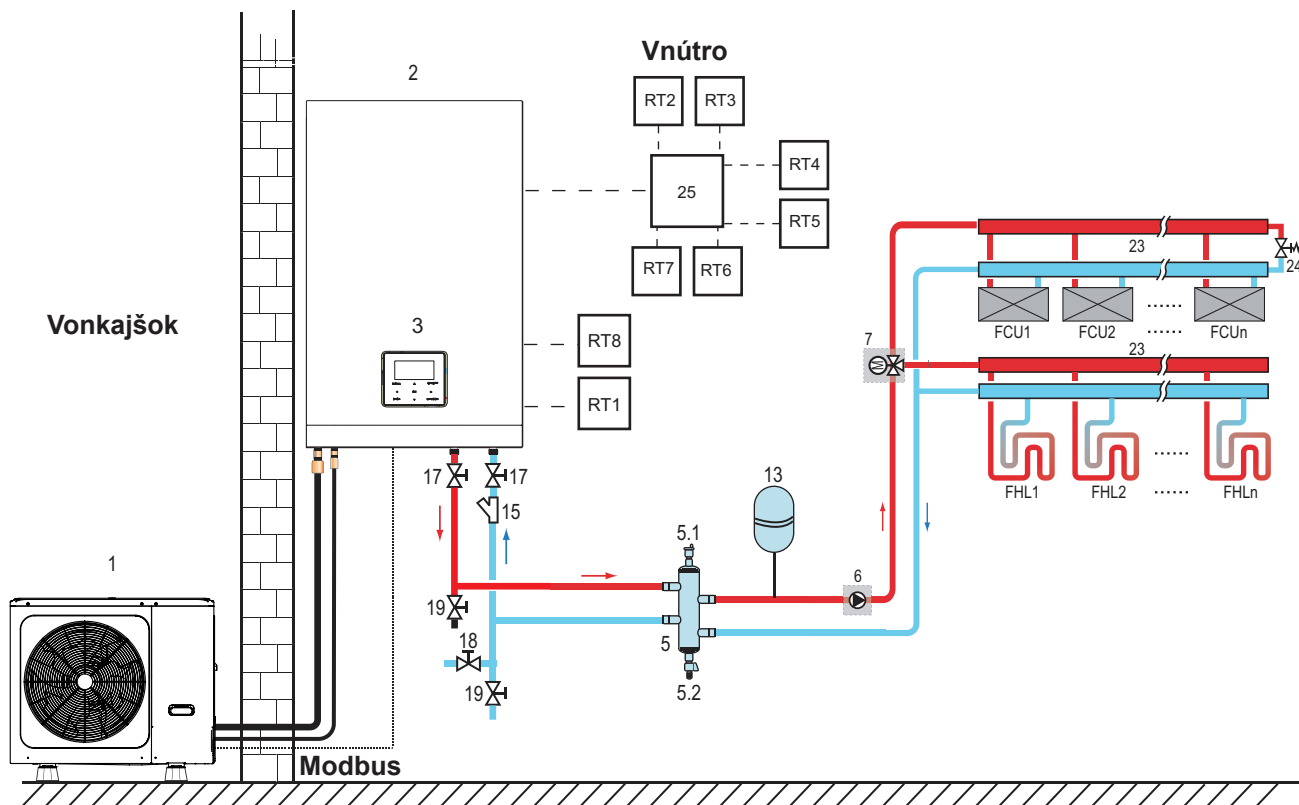 Vnútro
2
RT2
RT3
RT4
25
RT5
RT7
RT6
23
24
FCU1
FCU2
......
......
FCUn
Vonkajšok
3
RT8
7
23
RT1
17
17
13
FHL1
FHL2
......
......
FHLn
15
5.1
1
6
19
5
18
19
5.2
Modbus